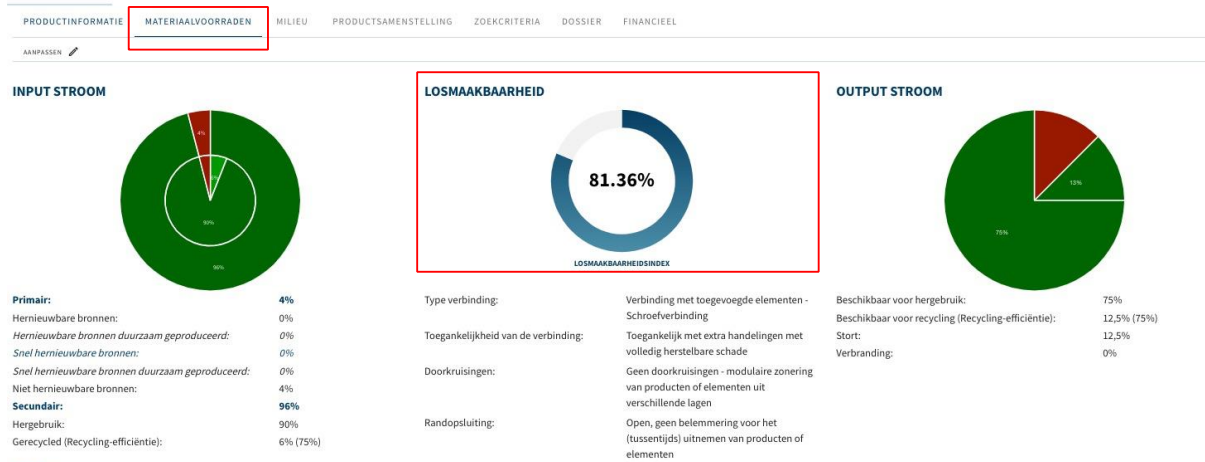 PRODUCTINFORMATIE MATERIAALVOORRADEN MILIEU PRODUCTSAMENSTELLING ZOEKCRITERIA DOSSIER FINANCIEEL
AANPASSEN
INPUT STROOM
4%
6%
90%
96%
Primair: 4%
Hernieuwbare bronnen: 0%
Hernieuwbare bronnen duurzaam geproduceerd: 0%
Snel hernieuwbare bronnen: 0%
Snel hernieuwbare bronnen duurzaam geproduceerd: 0%
Niet hernieuwbare bronnen: 4%
Secundair: 96%
Hergebruik: 90%
Gerecycled (Recycling-efficiëntie): 6% (75%)
LOSMAAKBAARHEID
81.36%
LOSMAAKBAARHEIDSINDEX
Type verbinding: Verbinding met toegevoegde elementen -
Schroefverbinding
Toegankelijkheid van de verbinding: Toegankelijk met extra handelingen met
volledig herstelbare schade
Doorkruisingen: Geen doorkruisingen - modulaire zonering
van producten of elementen uit
verschillende lagen
Randopsluiting: Open, geen belemmering voor het
(tussentijds) uitnemen van producten of
elementen
OUTPUT STROOM
13%
75%
Beschikbaar voor hergebruik: 75%
Beschikbaar voor recycling (Recycling-efficiëntie): 12,5% (75%)
Stort: 12,5%
Verbranding: 0%